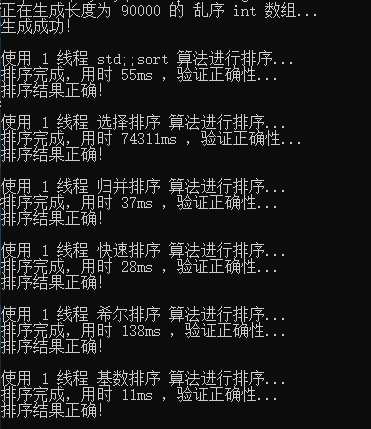 正在生成长度为 90000 的 乱序 int 数组...
生成成功!
使用 1 线程 std;;sort 算法进行排序...
排序完成，用时 55ms ，验证正确性...
排序结果正确!
使用 1 线程 选择排序 算法进行排序...
排序完成，用时 74311ms ，验证正确性...
排序结果正确!
使用 1 线程 归并排序 算法进行排序...
排序完成，用时 37ms ，验证正确性...
排序结果正确!
使用 1 线程 快速排序 算法进行排序...
排序完成，用时 28ms ，验证正确性...
排序结果正确!
使用 1 线程 希尔排序 算法进行排序...
排序完成，用时 138ms ，验证正确性...
排序结果正确!
使用 1 线程 基数排序 算法进行排序...
排序完成，用时 11ms ，验证正确性...
排序结果正确!